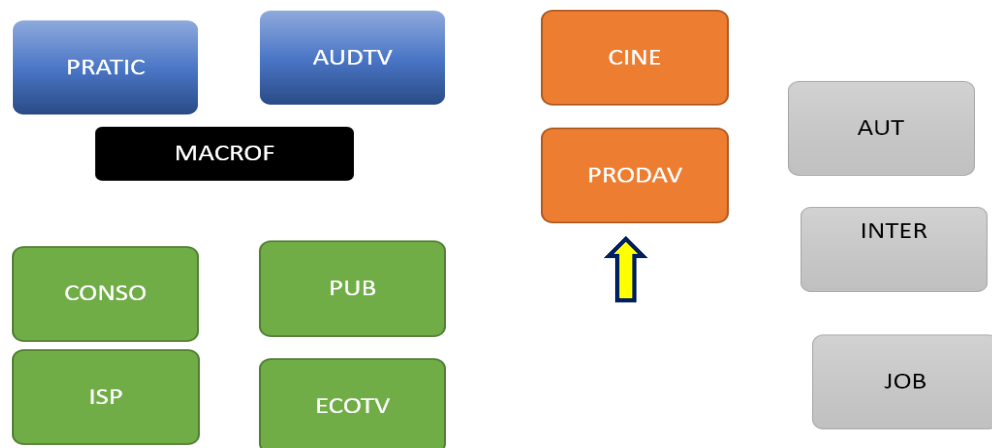 PRATIC
AUDTV
MACROF
CINE
PRODAV
AUT
INTER
JOB
CONSO
PUB
ISP
ECOTV